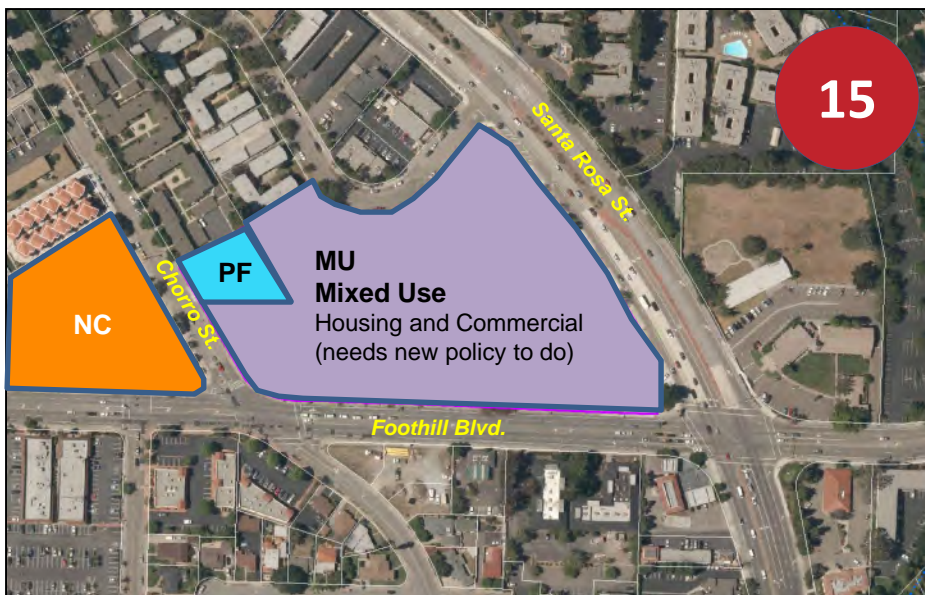 15
Santa Rosa St.
PF
MU
Mixed Use
Housing and Commercial
(needs new policy to do)
Chorro St.
NC
Foothill Blvd.